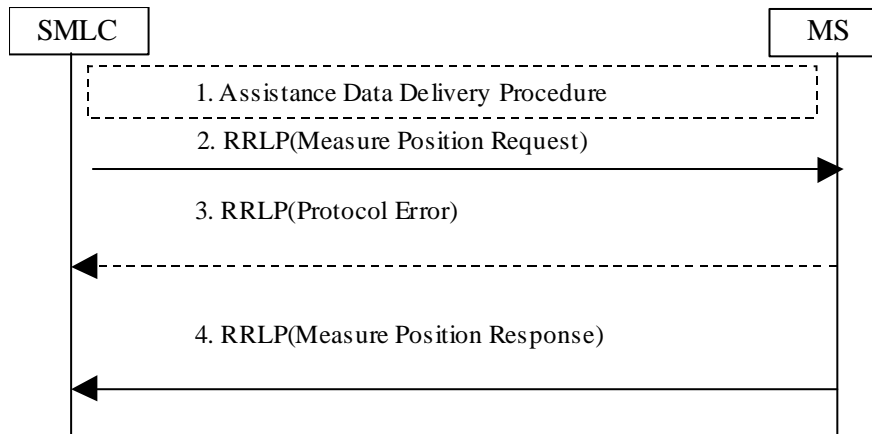 SMLC
MS
1. Assistance Data Delivery Procedure
2. RRLP(Measure Position Request)
3. RRLP(Protocol Error)
4. RRLP(Measure Position Response)